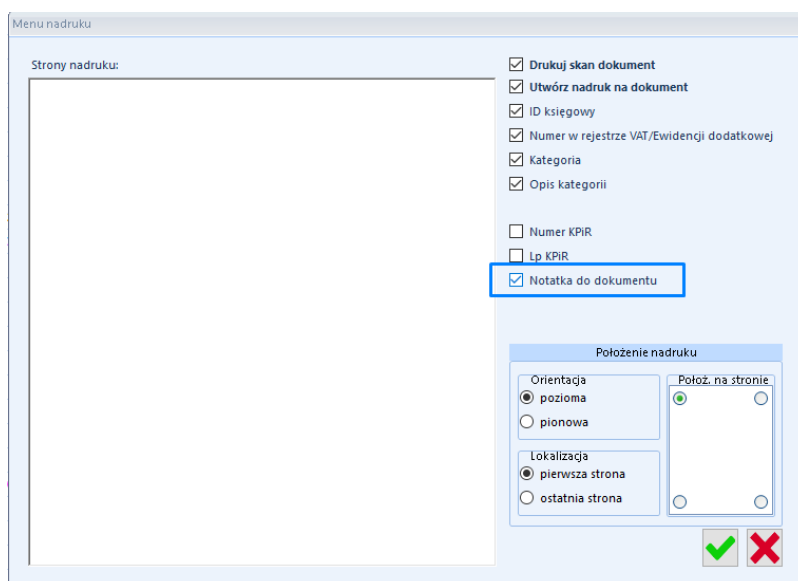 Menu nadruku
Strony nadruku:
Drukuj skan dokument
Utwórz nadruk na dokument
ID księgowy
Numer w rejestrze VAT/Ewidencji dodatkowej
Kategoria
Opis kategorii
Numer KPiR
Lp KPiR
Notatka do dokumentu
Położenie nadruku
Orientacja
pozioma
pionowa
Lokalizacja
pierwsza strona
ostatnia strona
Położ. na stronie